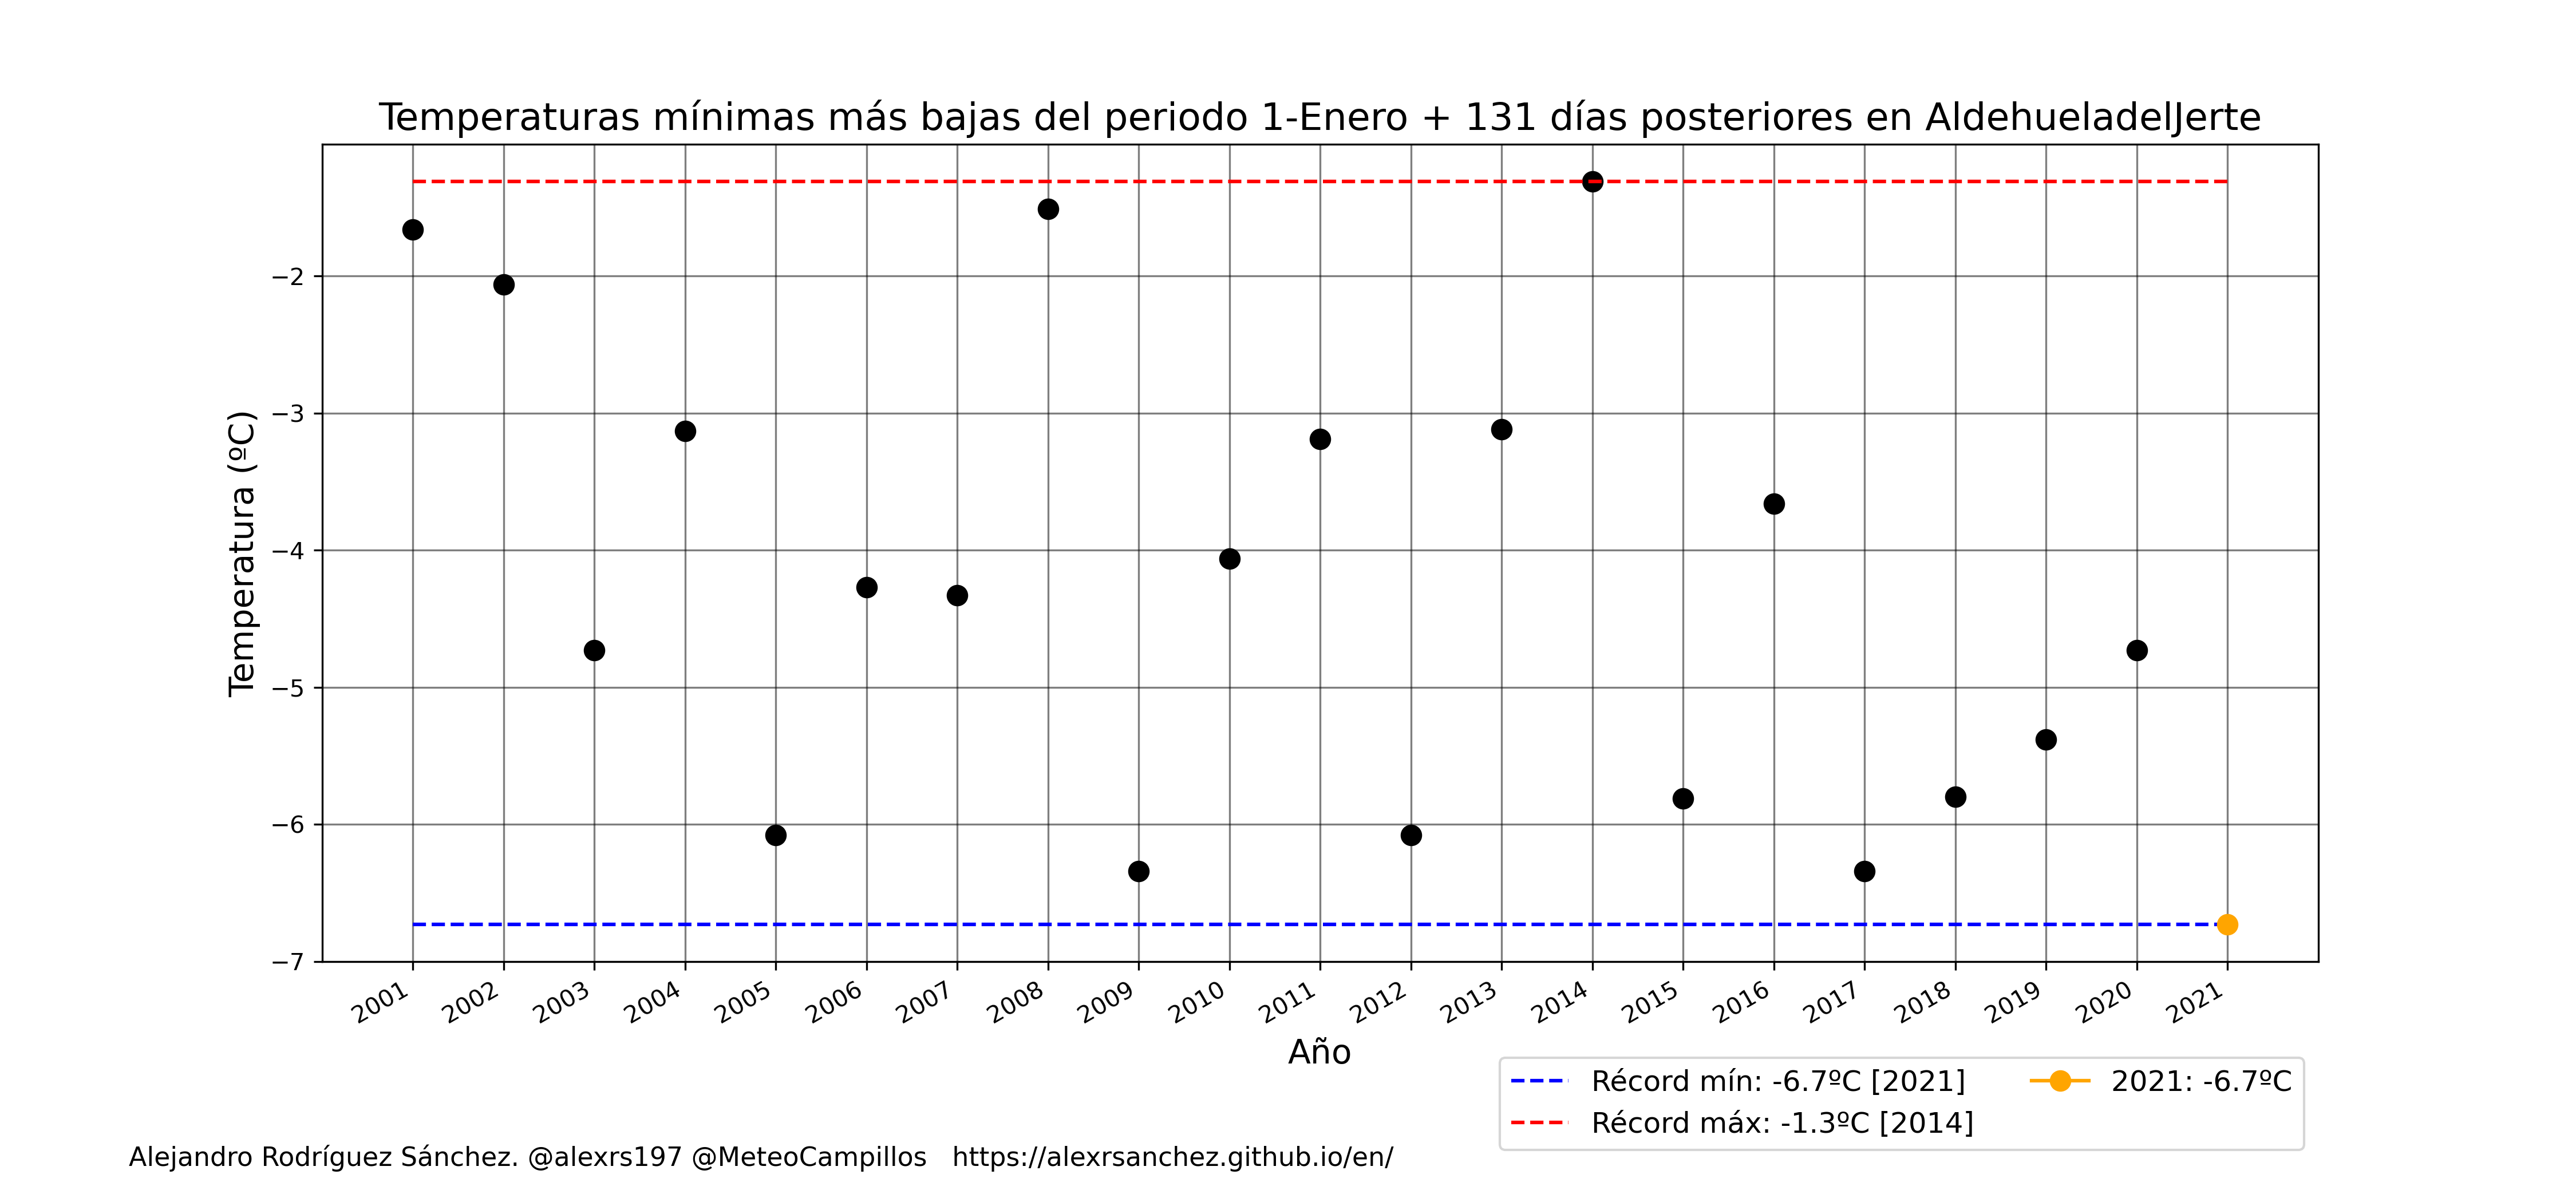 Temperaturas mínimas más bajas del periodo 1-Enero + 131 días posteriores en AldehueladelJerte
Temperatura (ºC)
−2
−3
−4
−5
−6
−7
2001 2002 2003 2004 2005 2006 2007 2008 2009 2010 2011 2012 2013 2014 2015 2016 2017 2018 2019 2020 2021
Año
Récord mín: -6.7ºC [2021]
Récord máx: -1.3ºC [2014]
2021: -6.7ºC
Alejandro Rodríguez Sánchez. @alexrs197 @MeteoCampillos https://alexrsanchez.github.io/en/